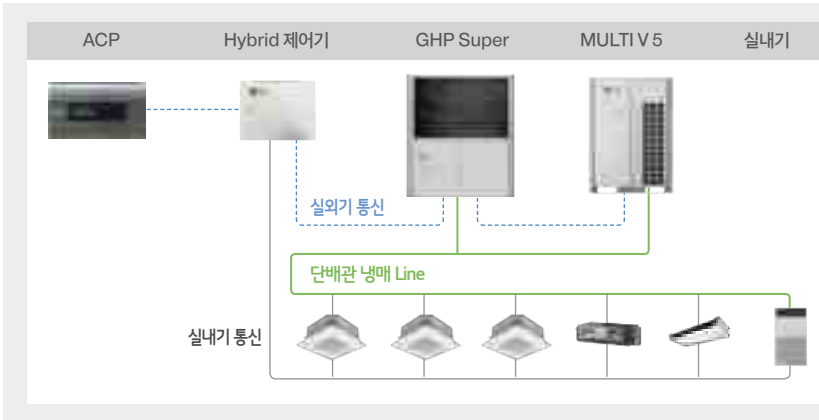 ACP
Hybrid 제어기
GHP Super
MULTI V 5
실내기
실외기 통신
단배관 냉매 Line
실내기 통신